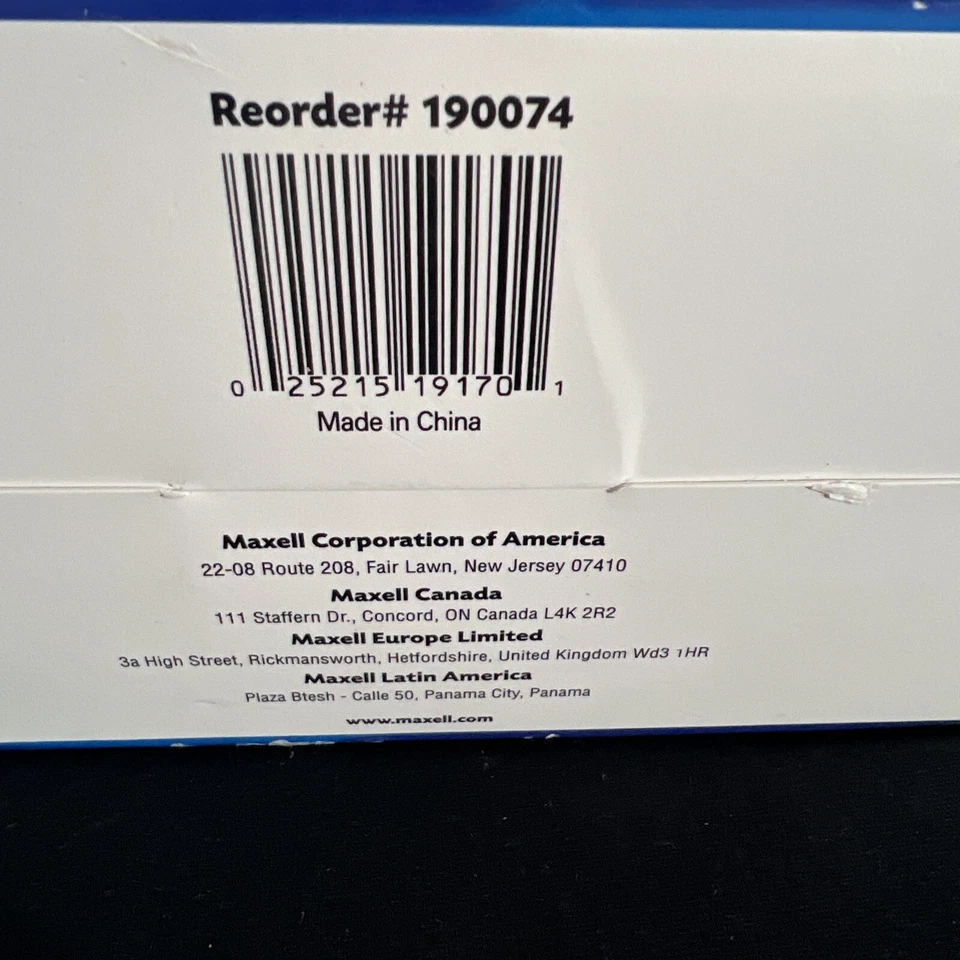 Reorder# 190074
0 25215 19170 1
Made in China
Maxell Corporation of America
22-08 Route 208, Fair Lawn, New Jersey 07410
Maxell Canada
111 Staffern Dr., Concord, ON Canada L4K 2R2
Maxell Europe Limited
3a High Street, Rickmansworth, Hetfordshire, United Kingdom Wd3 1HR
Maxell Latin America
Plaza Btesh - Calle 50, Panama City, Panama
www.maxell.com